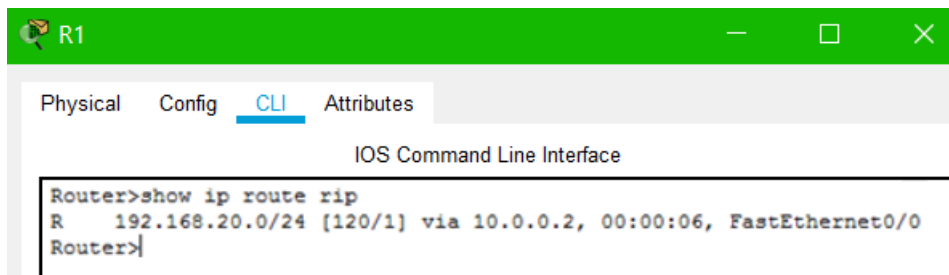 R1
Physical Config CLI Attributes
IOS Command Line Interface
Router>show ip route rip
R 192.168.20.0/24 [120/1] via 10.0.0.2, 00:00:06, FastEthernet0/0
Router>